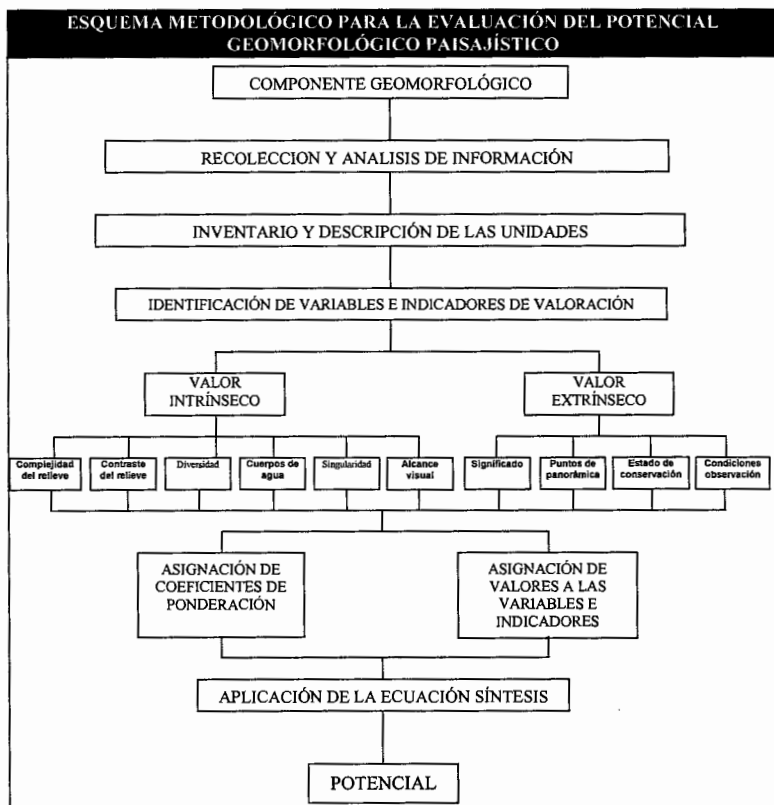 ESQUEMA METODOLÓGICO PARA LA EVALUACIÓN DEL POTENCIAL
GEOMORFOLÓGICO PAISAJÍSTICO
COMPONENTE GEOMORFOLÓGICO
RECOLECCION Y ANALISIS DE INFORMACIÓN
INVENTARIO Y DESCRIPCIÓN DE LAS UNIDADES
IDENTIFICACIÓN DE VARIABLES E INDICADORES DE VALORACIÓN
VALOR
INTRÍNSECO
VALOR
EXTRÍNSECO
Complejidad
del relieve
Contraste
del relieve
Diversidad
Cuerpos de
agua
Singularidad
Alcance
visual
Significado
Puntos de
panorámica
Estado de
conservación
Condiciones
observación
ASIGNACIÓN DE
COEFICIENTES DE
PONDERACIÓN
ASIGNACIÓN DE
VALORES A LAS
VARIABLES E
INDICADORES
APLICACIÓN DE LA ECUACIÓN SÍNTESIS
POTENCIAL